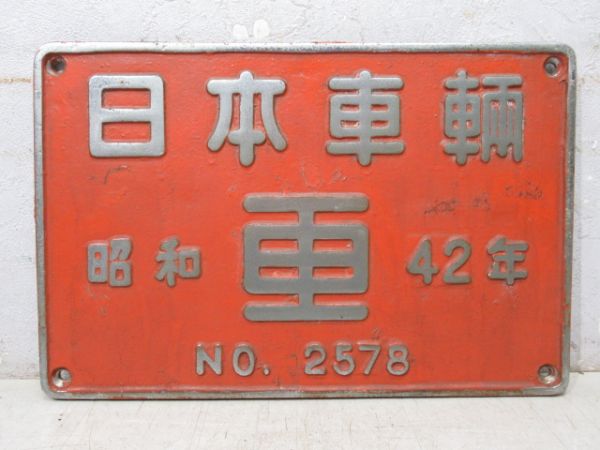 日本車輌
昭和 車 42年
NO. 2578